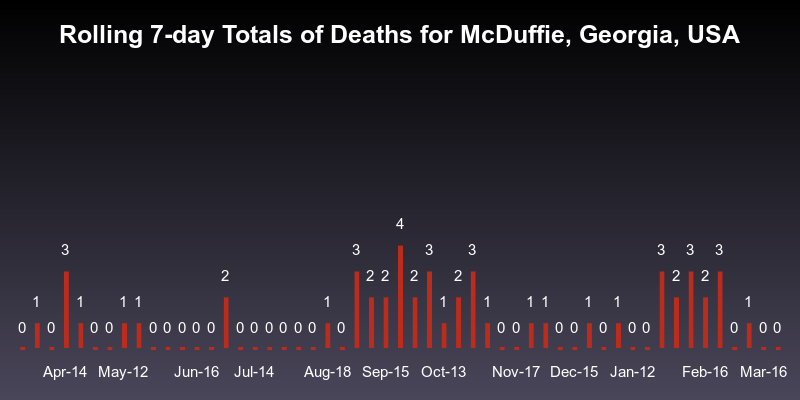 Rolling 7-day Totals of Deaths for McDuffie, Georgia, USA
4
3 3 3 3 3 3 3
2 2 2 2 2 2 2
1 1 1 1 1 1 1 1 1 1 1 1
0 0 0 0 0 0 0 0 0 0 0 0 0 0 0 0 0 0 0 0 0 0 0 0 0 0
Apr-14 May-12 Jun-16 Jul-14 Aug-18 Sep-15 Oct-13 Nov-17 Dec-15 Jan-12 Feb-16 Mar-16